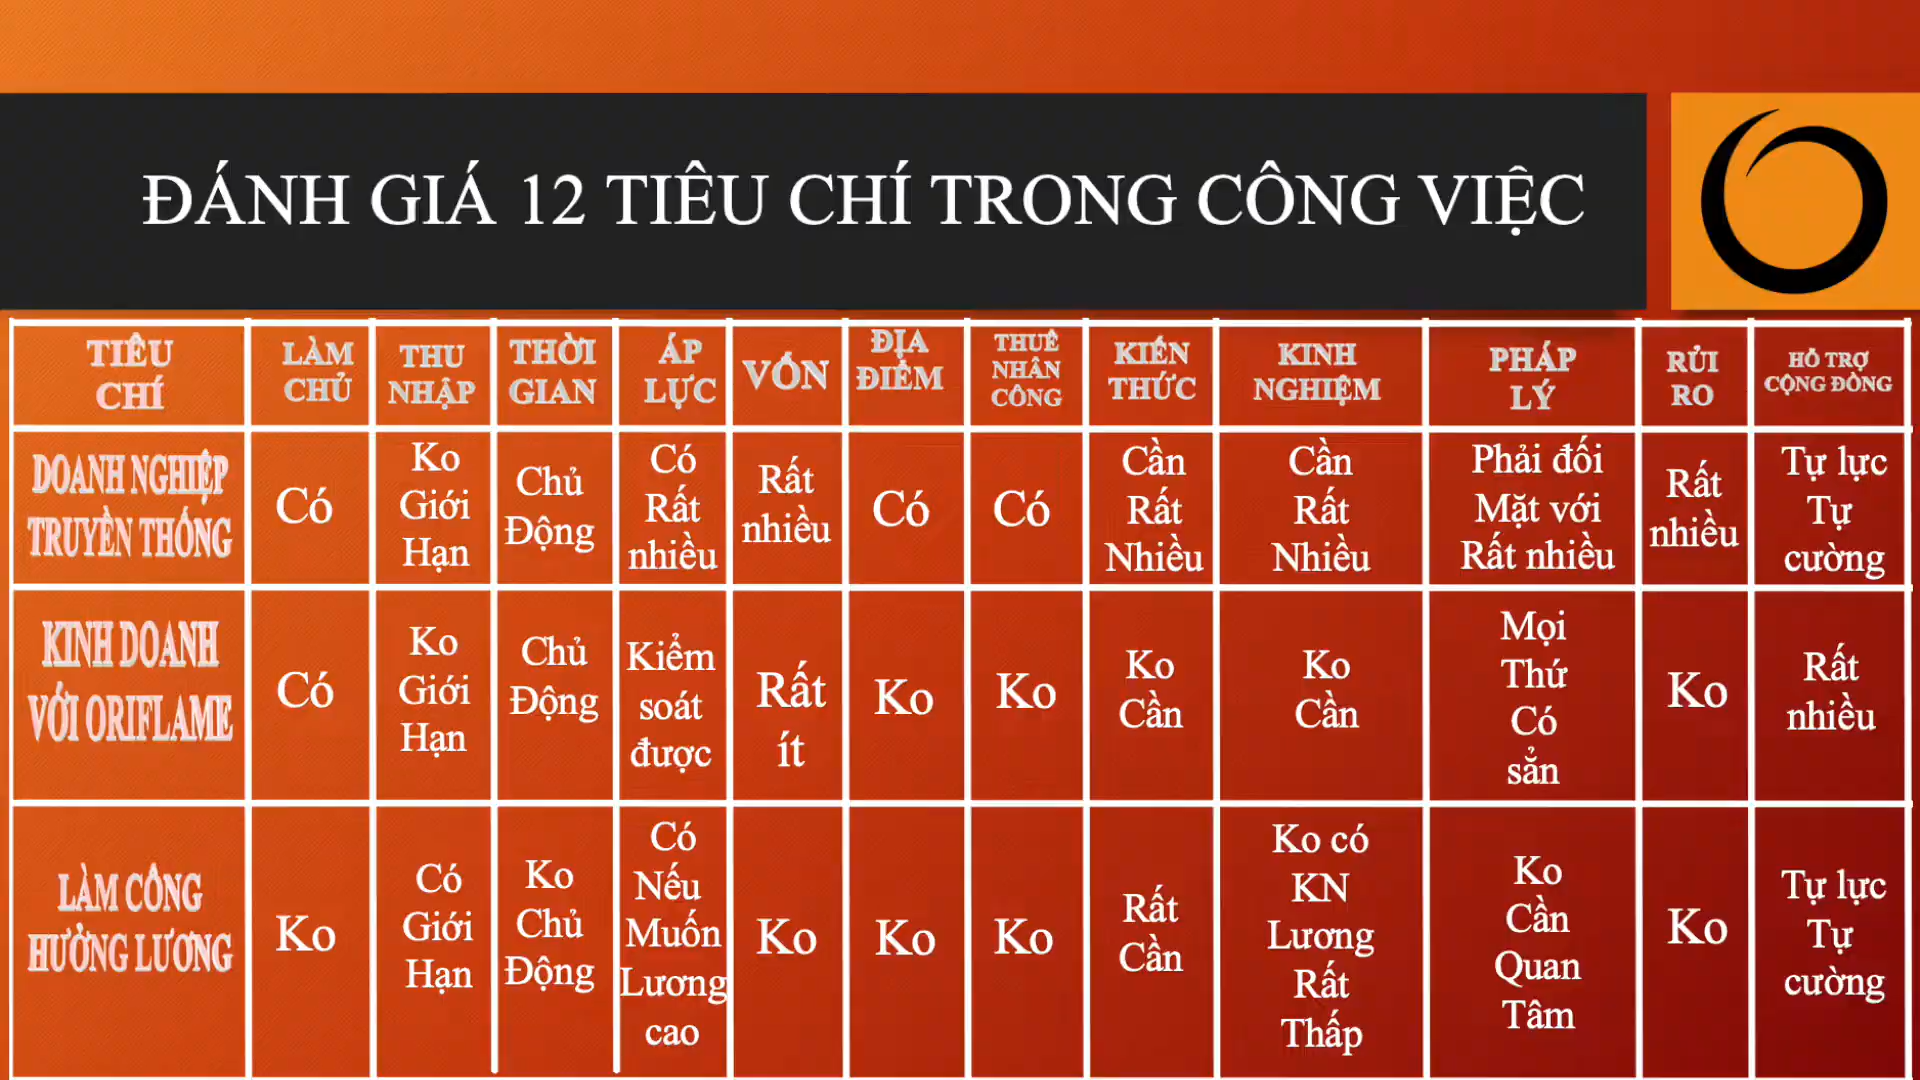 ĐÁNH GIÁ 12 TIÊU CHÍ TRONG CÔNG VIỆC
TIÊU
CHÍ
LÀM
CHỦ
THU
NHẬP
THỜI
GIAN
ÁP
LỰC
VỐN
ĐỊA
ĐIỂM
THUÊ
NHÂN
CÔNG
KIẾN
THỨC
KINH
NGHIỆM
PHÁP
LÝ
RỦI
RO
HỖ TRỢ
CỘNG ĐỒNG
DOANH NGHIỆP
TRUYỀN THỐNG
Có
Ko
Giới
Hạn
Chủ
Động
Có
Rất
nhiều
Rất
nhiều
Có
Có
Cần
Rất
Nhiều
Cần
Rất
Nhiều
Phải đối
Mặt với
Rất nhiều
Rất
nhiều
Tự lực
Tự
cường
KINH DOANH
VỚI ORIFLAME
Có
Ko
Giới
Hạn
Chủ
Động
Kiểm
soát
được
Rất
ít
Ko
Ko
Ko
Cần
Ko
Cần
Mọi
Thứ
Có
sẳn
Ko
Rất
nhiều
LÀM CÔNG
HƯỞNG LƯƠNG
Ko
Có
Giới
Hạn
Ko
Chủ
Động
Có
Nếu
Muốn
Lương
cao
Ko
Ko
Ko
Rất
Cần
Ko có
KN
Lương
Rất
Thấp
Ko
Cần
Quan
Tâm
Ko
Tự lực
Tự
cường